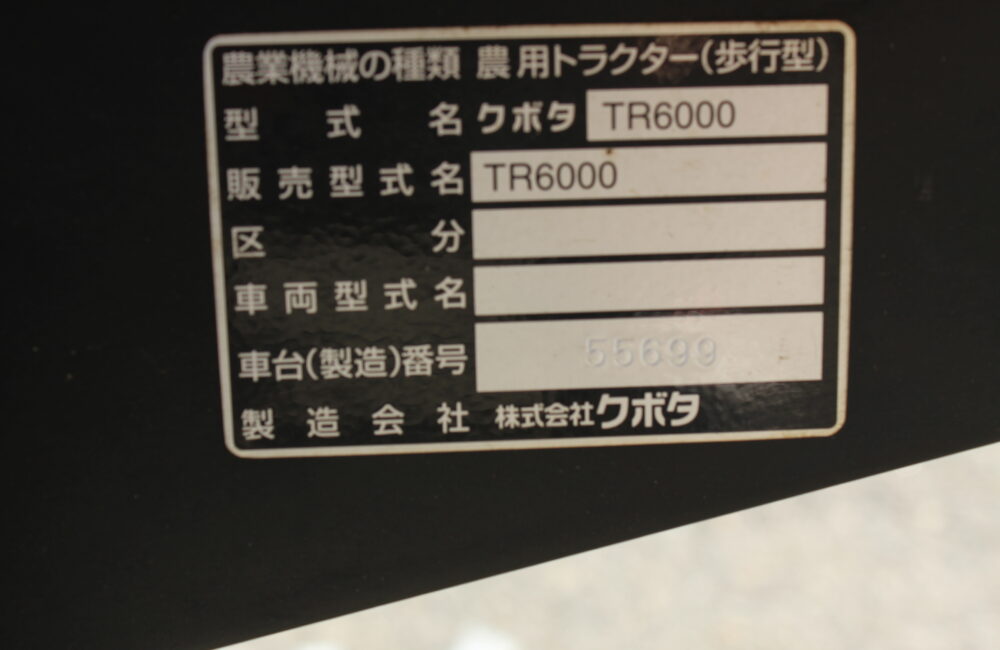 農業機械の種類 農用トラクター(歩行型)
型式名 クボタ TR6000
販売型式名 TR6000
区分
車両型式名
車台(製造)番号 55699
製造会社 株式会社クボタ